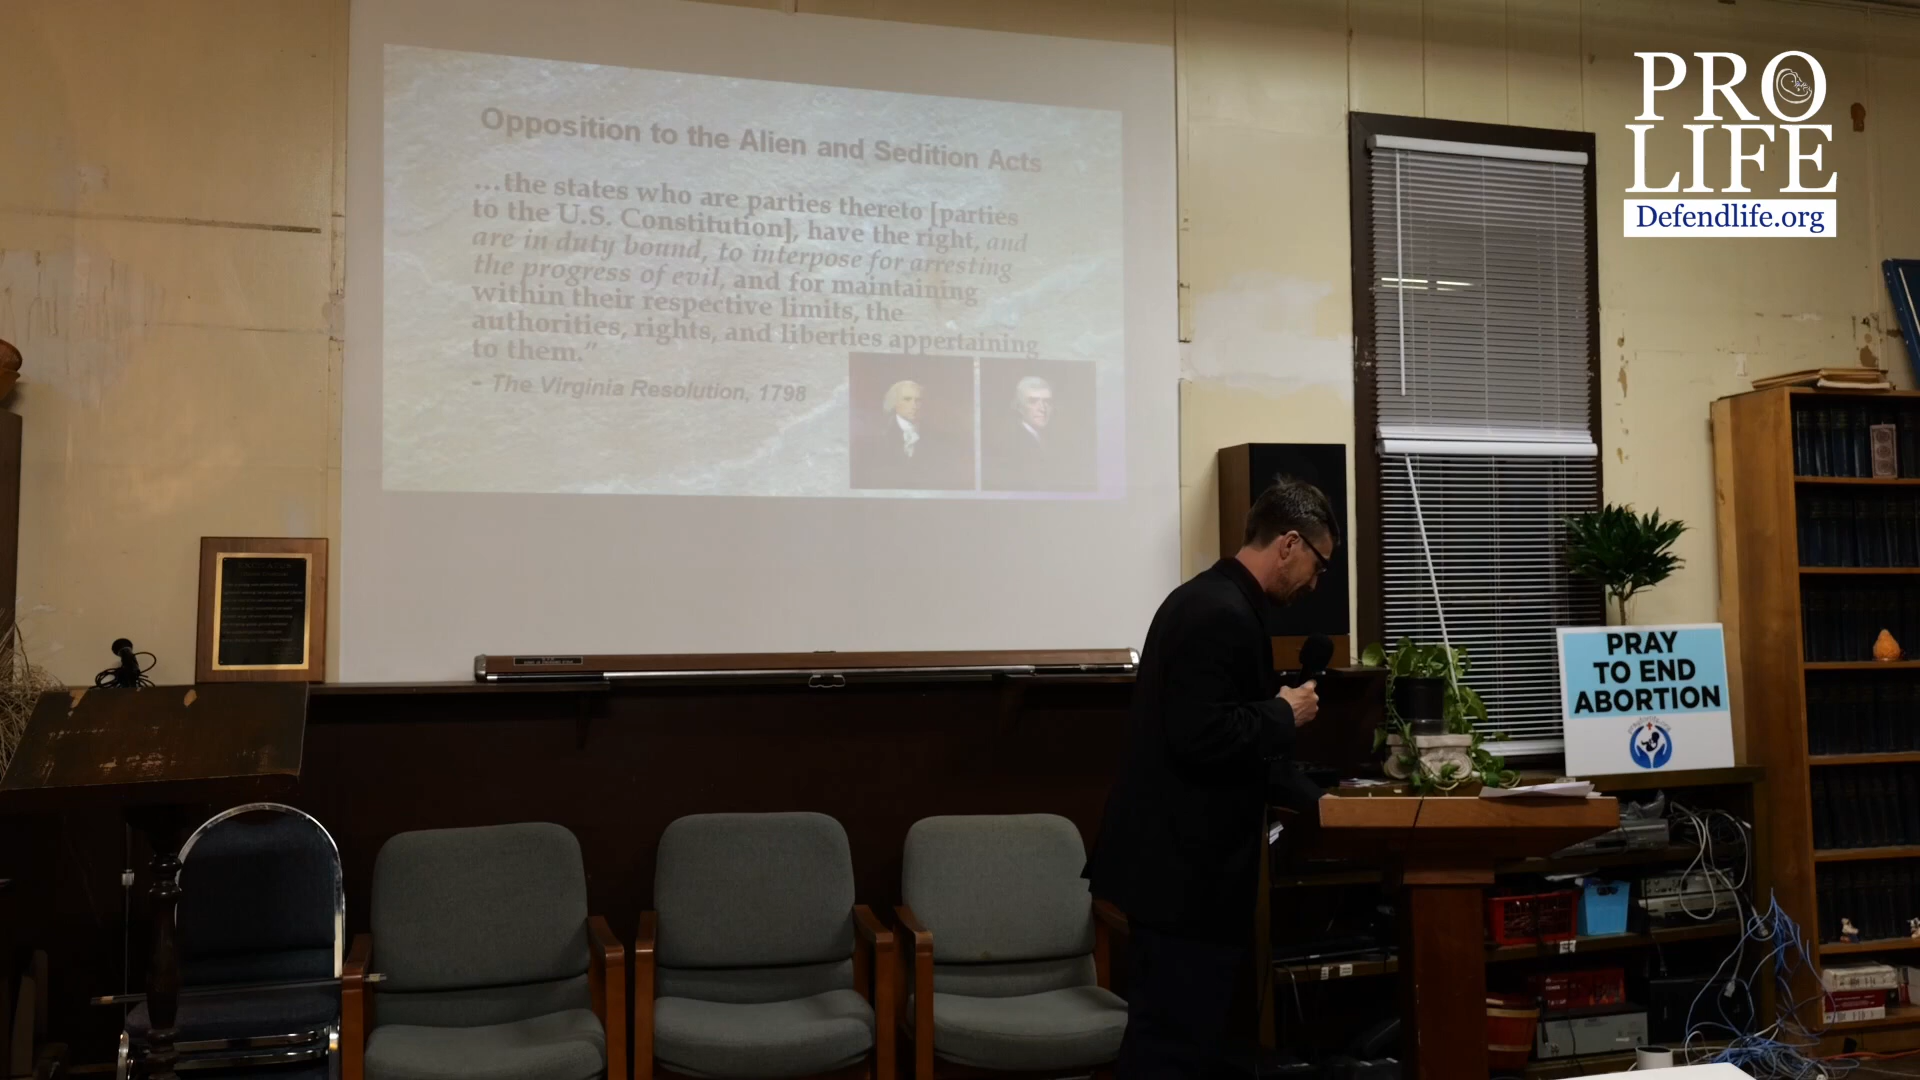 Opposition to the Alien and Sedition Acts
...the states who are parties thereto [parties
to the U.S. Constitution], have the right, and
are in duty bound, to interpose for arresting
the progress of evil, and for maintaining
within their respective limits, the
authorities, rights, and liberties appertaining
to them."
- The Virginia Resolution, 1798
PRO
LIFE
Defendlife.org
PRAY
TO END
ABORTION